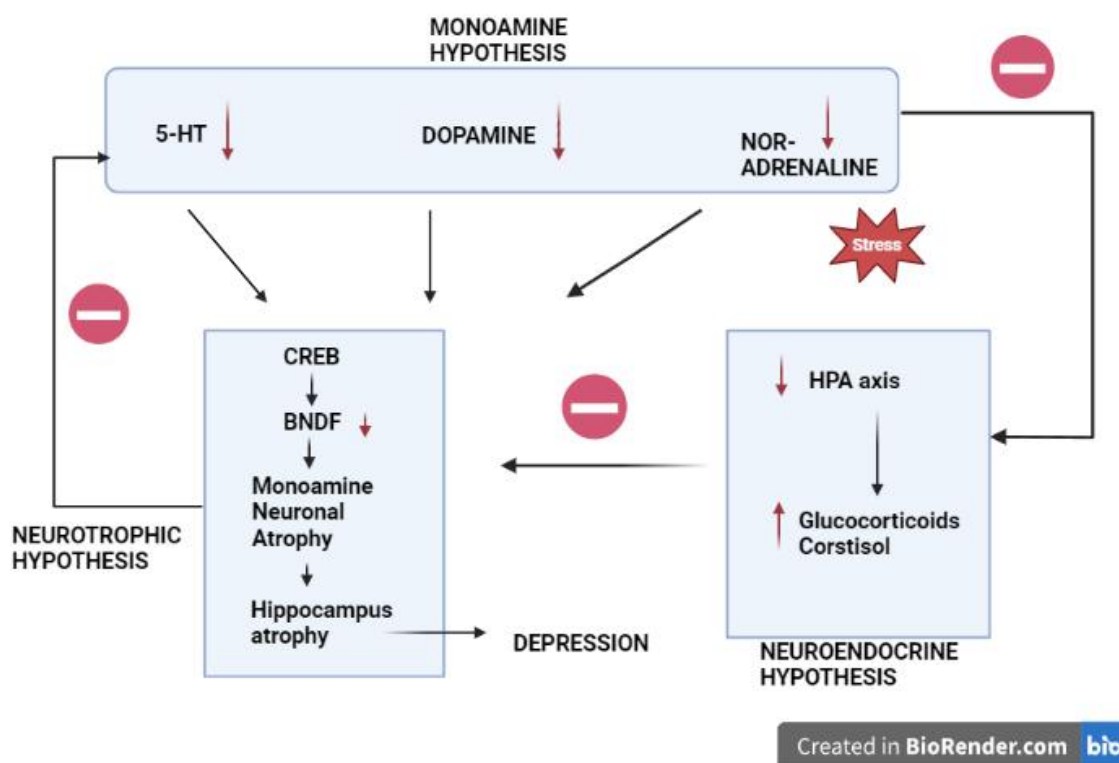 MONOAMINE
HYPOTHESIS
5-HT
DOPAMINE
NOR-
ADRENALINE
Stress
CREB
BNDF
Monoamine
Neuronal
Atrophy
Hippocampus
atrophy
NEUROTROPHIC
HYPOTHESIS
DEPRESSION
HPA axis
Glucocorticoids
Corstisol
NEUROENDOCRINE
HYPOTHESIS
Created in BioRender.com bio